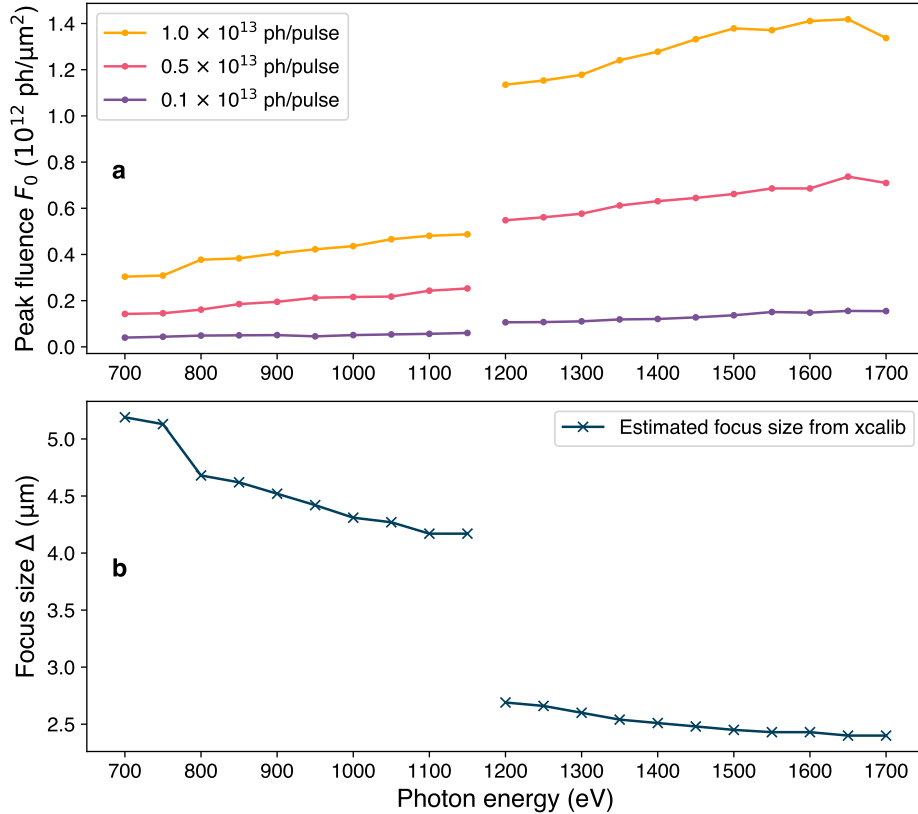 1.4
1.2
1.0
0.8
0.6
0.4
0.2
0.0
Peak fluence F₀ (10¹² ph/μm²)
1.0 × 10¹³ ph/pulse
0.5 × 10¹³ ph/pulse
0.1 × 10¹³ ph/pulse
a
700 800 900 1000 1100 1200 1300 1400 1500 1600 1700
5.0
4.5
4.0
3.5
3.0
2.5
Focus size Δ (μm)
Estimated focus size from xcalib
b
700 800 900 1000 1100 1200 1300 1400 1500 1600 1700
Photon energy (eV)